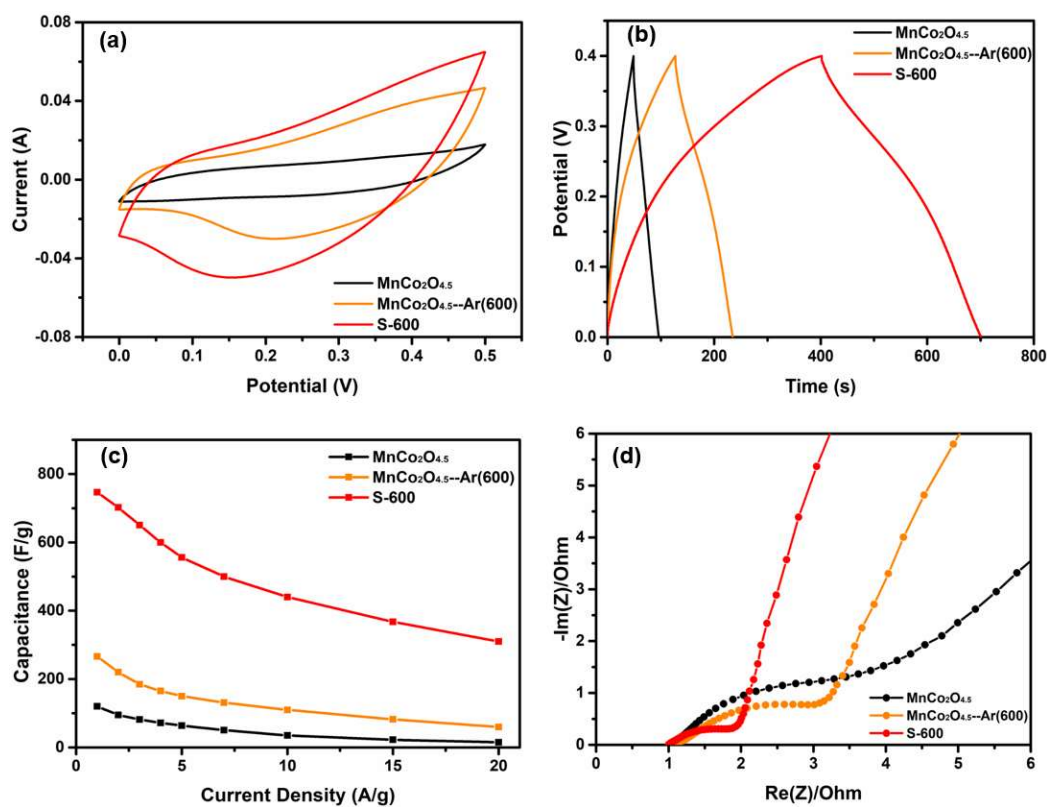 (a)
0.08
0.04
0.00
-0.04
-0.08
Current (A)
MnCo₂O₄.₅
MnCo₂O₄.₅--Ar(600)
S-600
0.0 0.1 0.2 0.3 0.4 0.5
Potential (V)
(b)
0.5
0.4
0.3
0.2
0.1
0.0
Potential (V)
MnCo₂O₄.₅
MnCo₂O₄.₅--Ar(600)
S-600
0 200 400 600 800
Time (s)
(c)
800
600
400
200
0
Capacitance (F/g)
MnCo₂O₄.₅
MnCo₂O₄.₅--Ar(600)
S-600
0 5 10 15 20
Current Density (A/g)
(d)
-6
-5
-4
-3
-2
-1
0
-Im(Z)/Ohm
MnCo₂O₄.₅
MnCo₂O₄.₅--Ar(600)
S-600
0 1 2 3 4 5 6
Re(Z)/Ohm